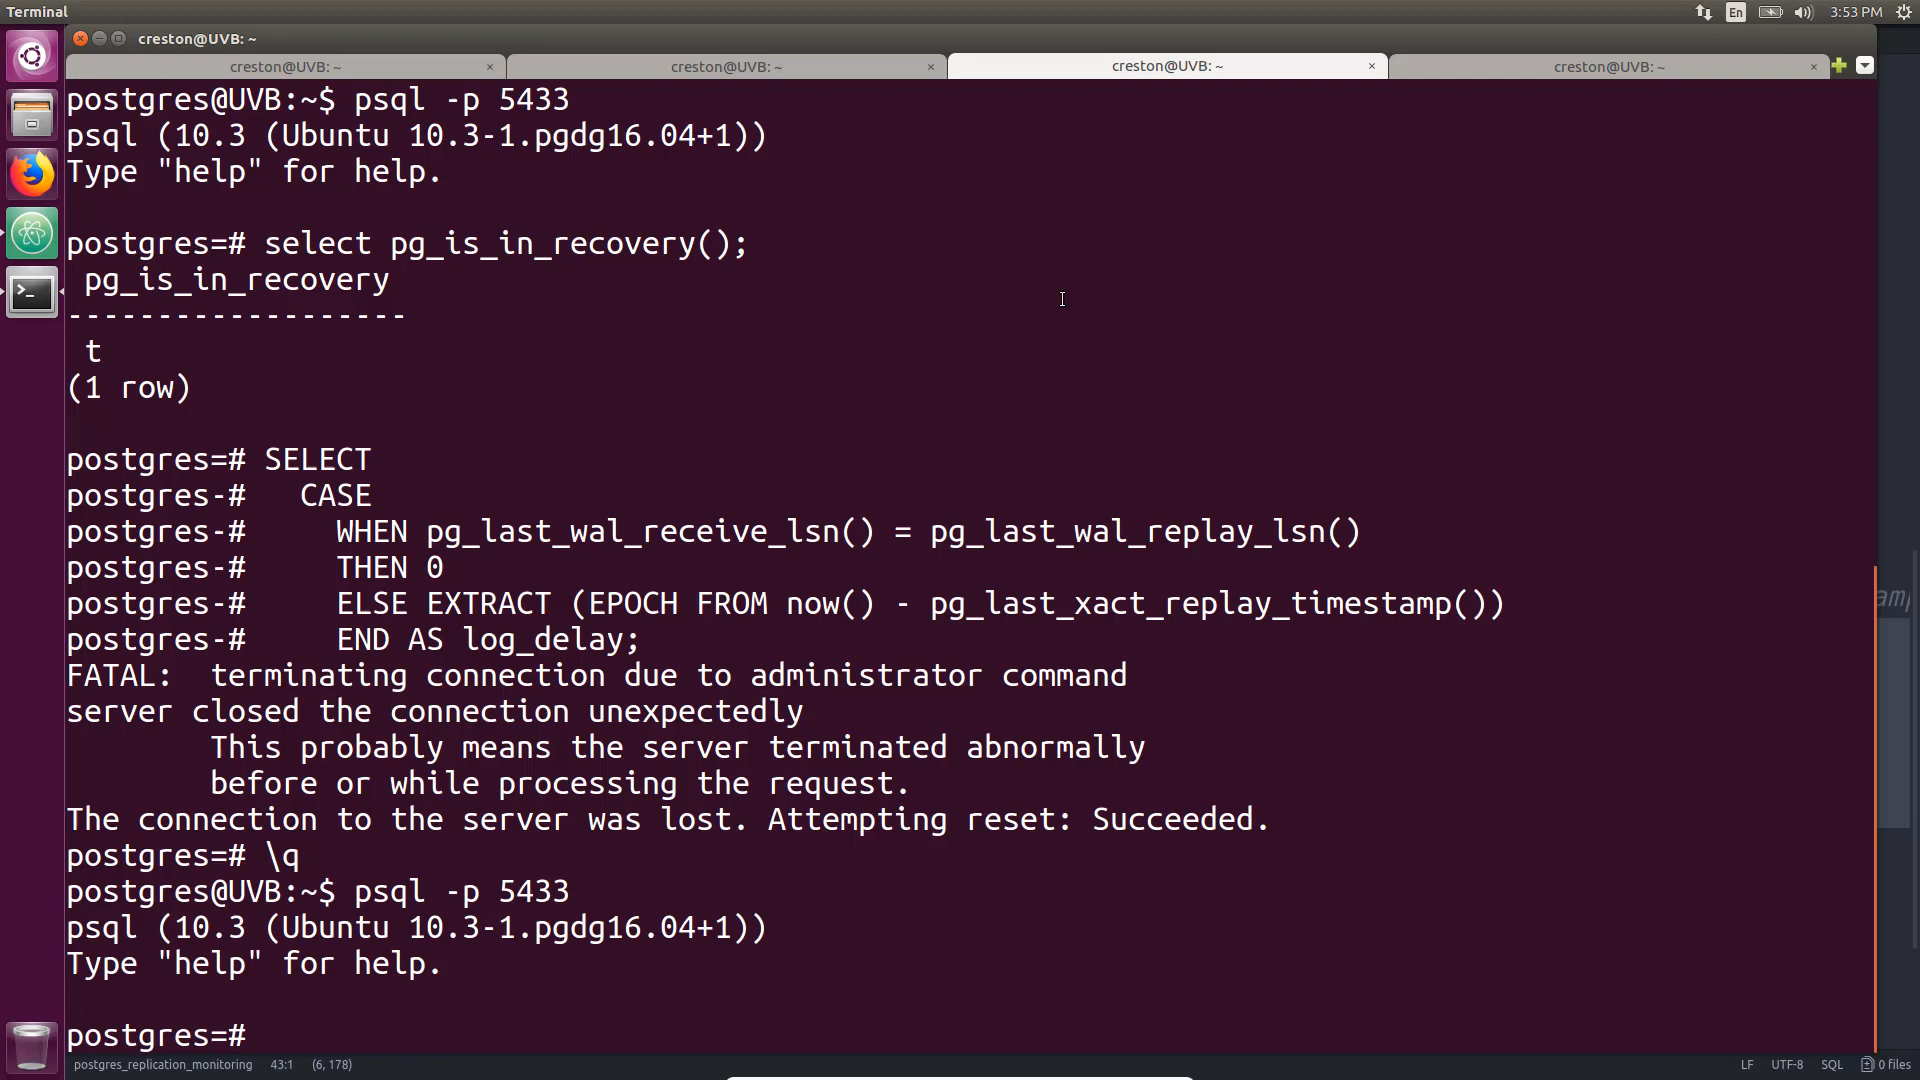 Terminal
En
3:53 PM
creston@UVB: ~
creston@UVB: ~ × creston@UVB: ~ × creston@UVB: ~ × creston@UVB: ~ ×
postgres@UVB:~$ psql -p 5433
psql (10.3 (Ubuntu 10.3-1.pgdg16.04+1))
Type "help" for help.
postgres=# select pg_is_in_recovery();
 pg_is_in_recovery
-------------------
 t
(1 row)
postgres=# SELECT
postgres-#   CASE
postgres-#     WHEN pg_last_wal_receive_lsn() = pg_last_wal_replay_lsn()
postgres-#     THEN 0
postgres-#     ELSE EXTRACT (EPOCH FROM now() - pg_last_xact_replay_timestamp())
postgres-#     END AS log_delay;
FATAL:  terminating connection due to administrator command
server closed the connection unexpectedly
        This probably means the server terminated abnormally
        before or while processing the request.
The connection to the server was lost. Attempting reset: Succeeded.
postgres=# \q
postgres@UVB:~$ psql -p 5433
psql (10.3 (Ubuntu 10.3-1.pgdg16.04+1))
Type "help" for help.
postgres=#
postgres_replication_monitoring 43:1 (6, 178) LF UTF-8 SQL 0 files